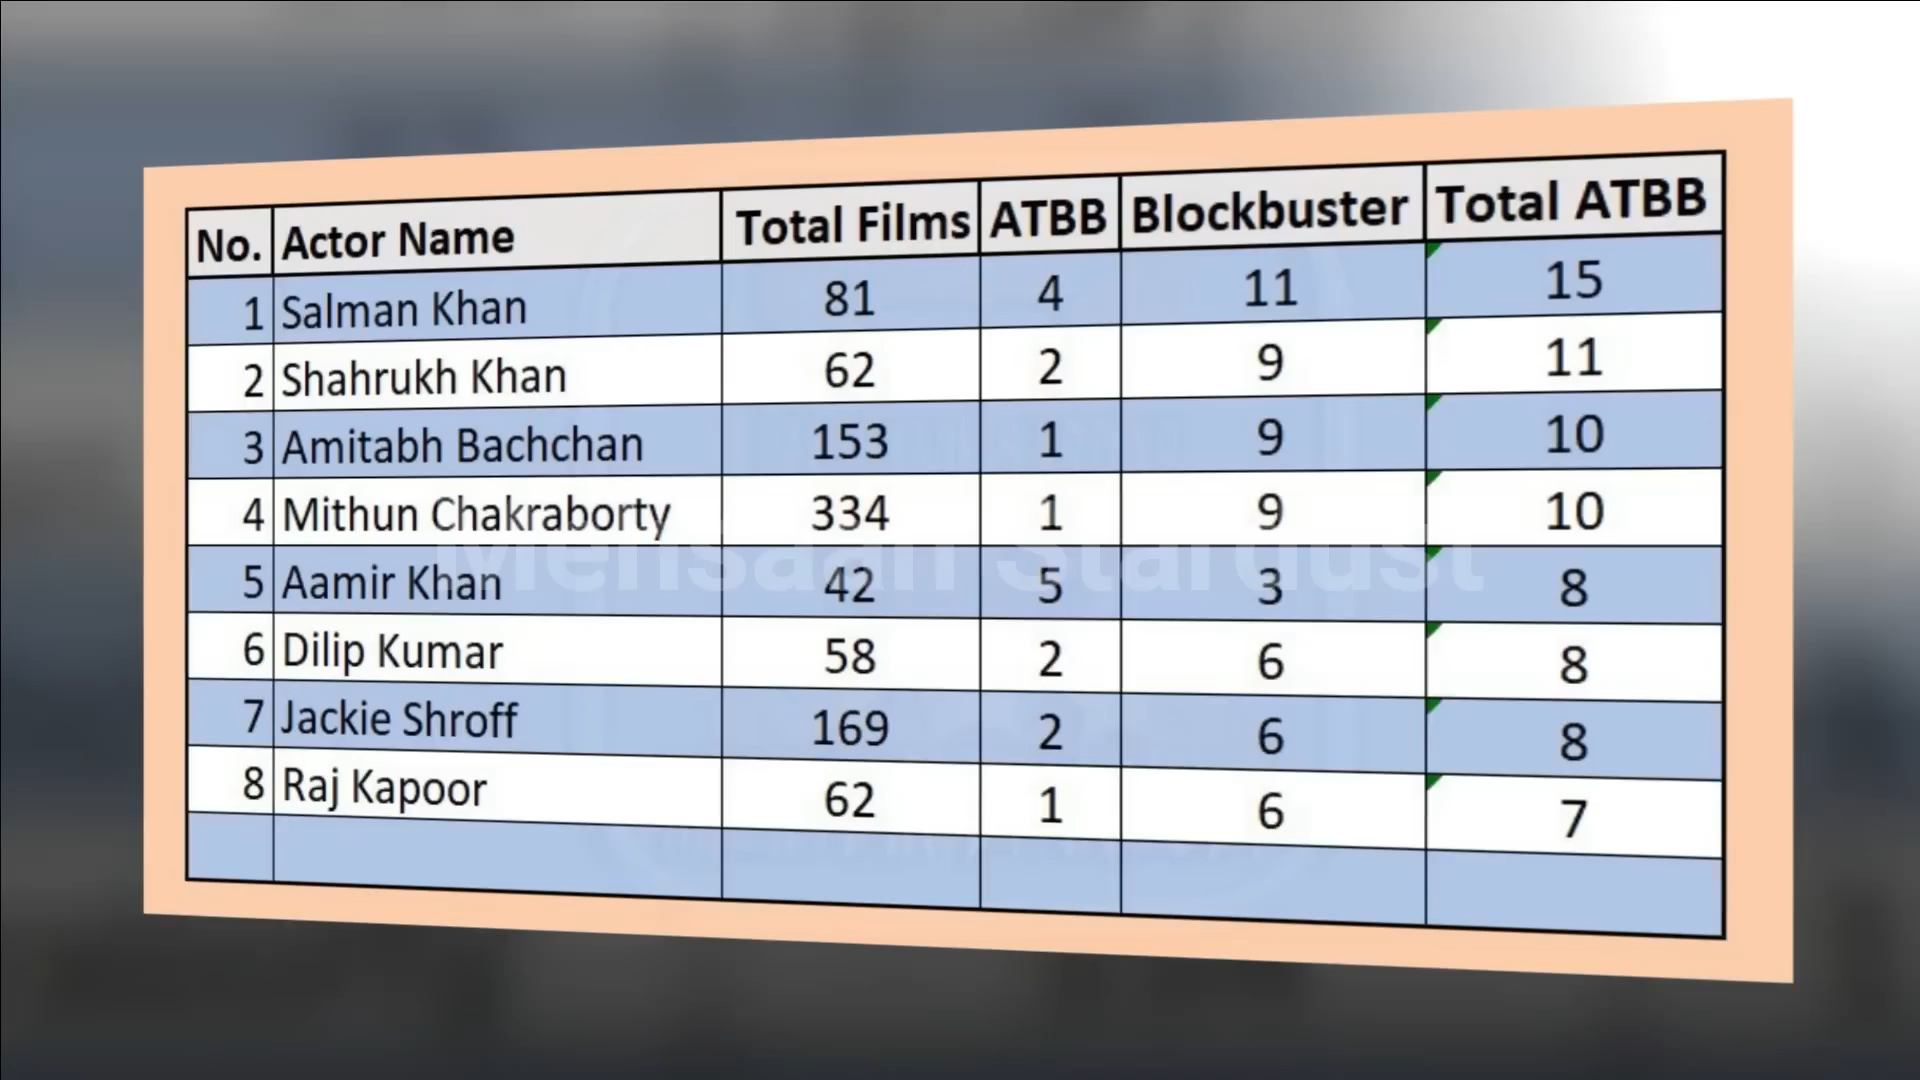 No. Actor Name Total Films ATBB Blockbuster Total ATBB
1 Salman Khan 81 4 11 15
2 Shahrukh Khan 62 2 9 11
3 Amitabh Bachchan 153 1 9 10
4 Mithun Chakraborty 334 1 9 10
5 Aamir Khan 42 5 3 8
6 Dilip Kumar 58 2 6 8
7 Jackie Shroff 169 2 6 8
8 Raj Kapoor 62 1 6 7